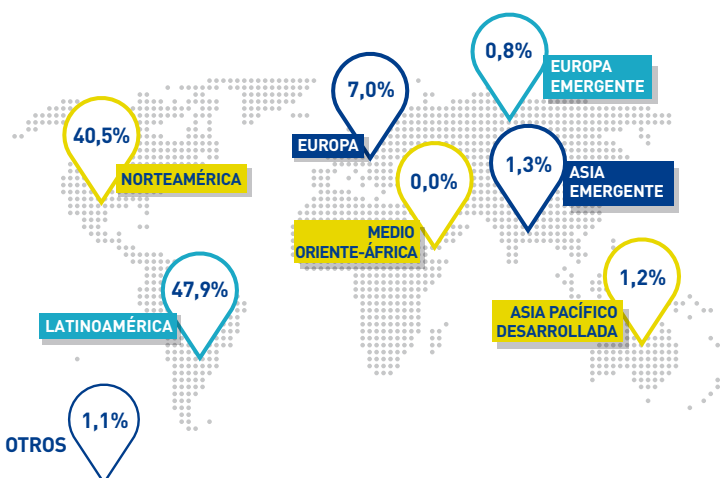 0,8%
EUROPA
EMERGENTE
7,0%
EUROPA
40,5%
NORTEAMÉRICA
0,0%
MEDIO
ORIENTE-ÁFRICA
1,3%
ASIA
EMERGENTE
47,9%
LATINOAMÉRICA
1,2%
ASIA PACÍFICO
DESARROLLADA
1,1%
OTROS